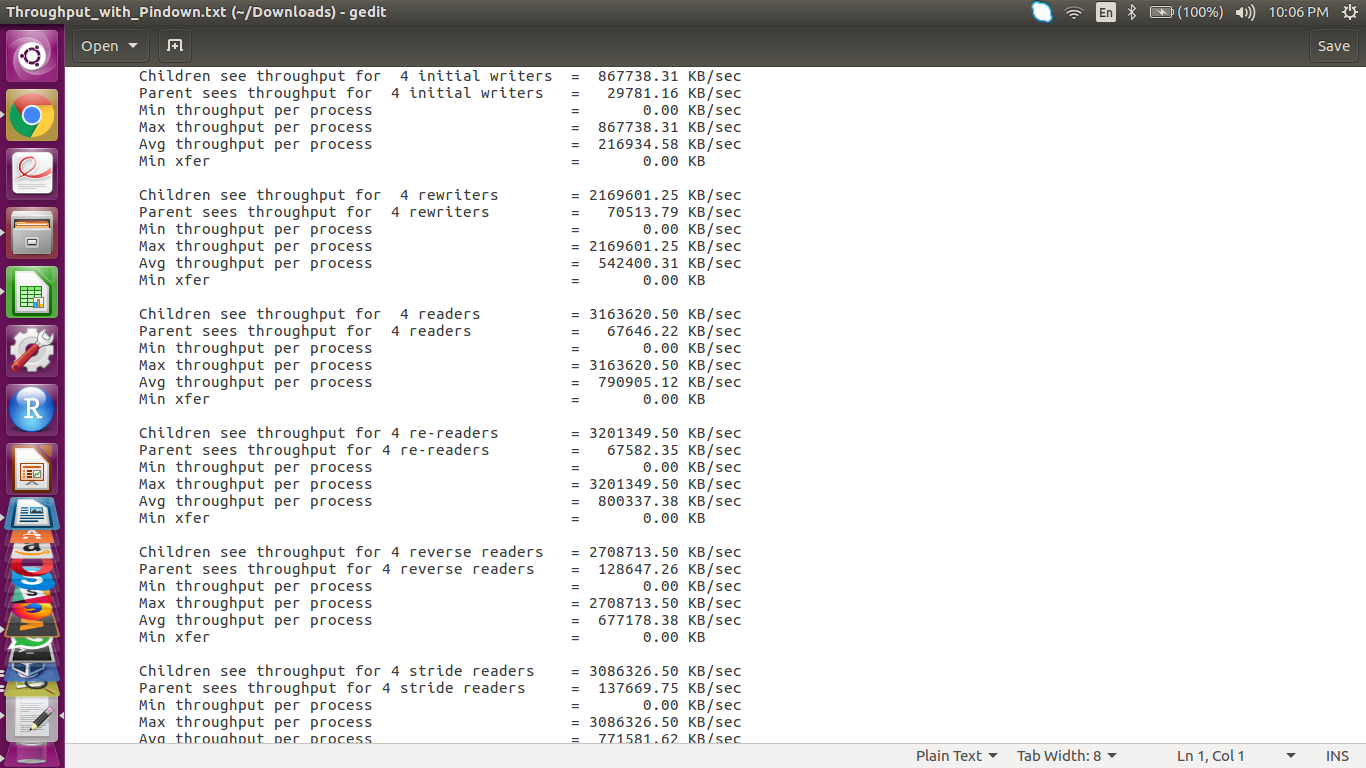 Throughput_with_Pindown.txt (~/Downloads) - gedit
En
(100%)
10:06 PM
Open
Save
Children see throughput for  4 initial writers  =  867738.31 KB/sec
Parent sees throughput for  4 initial writers   =   29781.16 KB/sec
Min throughput per process                      =       0.00 KB/sec
Max throughput per process                      =  867738.31 KB/sec
Avg throughput per process                      =  216934.58 KB/sec
Min xfer                                        =       0.00 KB
Children see throughput for  4 rewriters        = 2169601.25 KB/sec
Parent sees throughput for  4 rewriters         =   70513.79 KB/sec
Min throughput per process                      =       0.00 KB/sec
Max throughput per process                      = 2169601.25 KB/sec
Avg throughput per process                      =  542400.31 KB/sec
Min xfer                                        =       0.00 KB
Children see throughput for  4 readers          = 3163620.50 KB/sec
Parent sees throughput for  4 readers           =   67646.22 KB/sec
Min throughput per process                      =       0.00 KB/sec
Max throughput per process                      = 3163620.50 KB/sec
Avg throughput per process                      =  790905.12 KB/sec
Min xfer                                        =       0.00 KB
Children see throughput for 4 re-readers        = 3201349.50 KB/sec
Parent sees throughput for 4 re-readers         =   67582.35 KB/sec
Min throughput per process                      =       0.00 KB/sec
Max throughput per process                      = 3201349.50 KB/sec
Avg throughput per process                      =  800337.38 KB/sec
Min xfer                                        =       0.00 KB
Children see throughput for 4 reverse readers   = 2708713.50 KB/sec
Parent sees throughput for 4 reverse readers    =  128647.26 KB/sec
Min throughput per process                      =       0.00 KB/sec
Max throughput per process                      = 2708713.50 KB/sec
Avg throughput per process                      =  677178.38 KB/sec
Min xfer                                        =       0.00 KB
Children see throughput for 4 stride readers    = 3086326.50 KB/sec
Parent sees throughput for 4 stride readers     =  137669.75 KB/sec
Min throughput per process                      =       0.00 KB/sec
Max throughput per process                      = 3086326.50 KB/sec
Avg throughput per process                      =  771581.62 KB/sec
Plain Text
Tab Width: 8
Ln 1, Col 1
INS
R
a
S